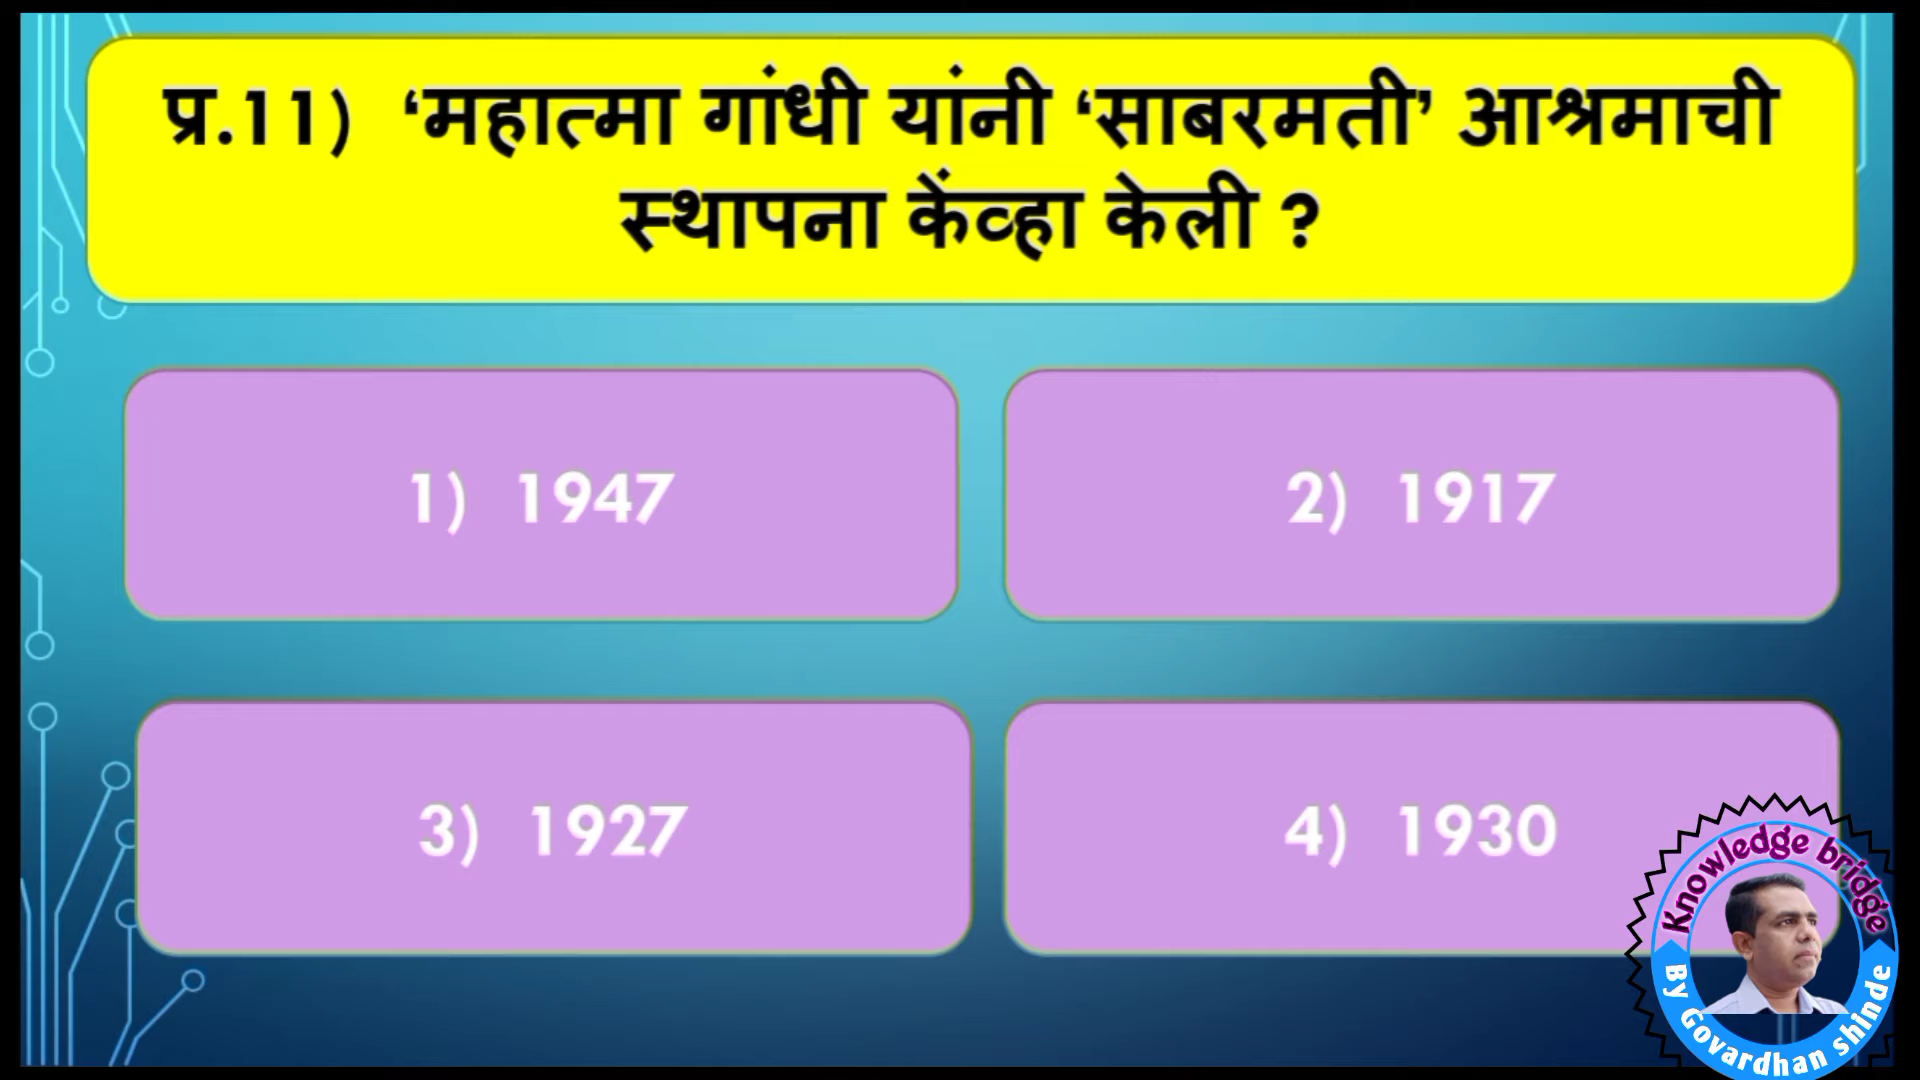 प्र.11) ‘महात्मा गांधी यांनी ‘साबरमती’ आश्रमाची
स्थापना केंव्हा केली ?
1) 1947
2) 1917
3) 1927
4) 1930
Knowledge bridge
By Govardhan shinde